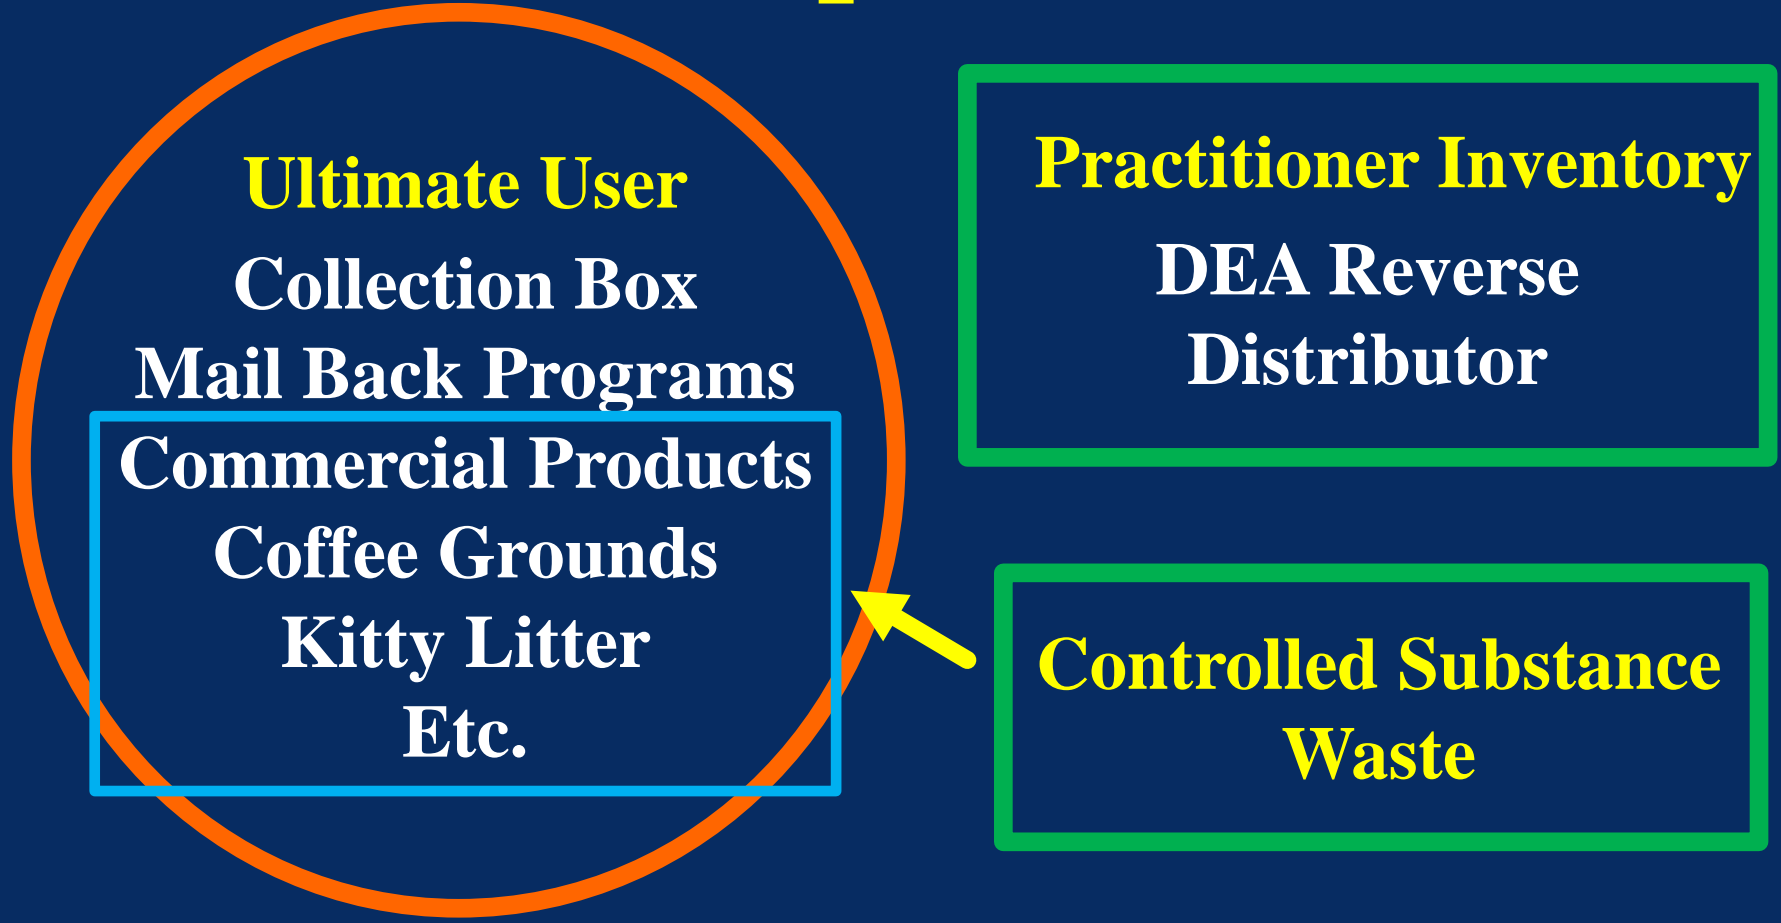 Ultimate User
Collection Box
Mail Back Programs
Commercial Products
Coffee Grounds
Kitty Litter
Etc.
Practitioner Inventory
DEA Reverse
Distributor
Controlled Substance
Waste